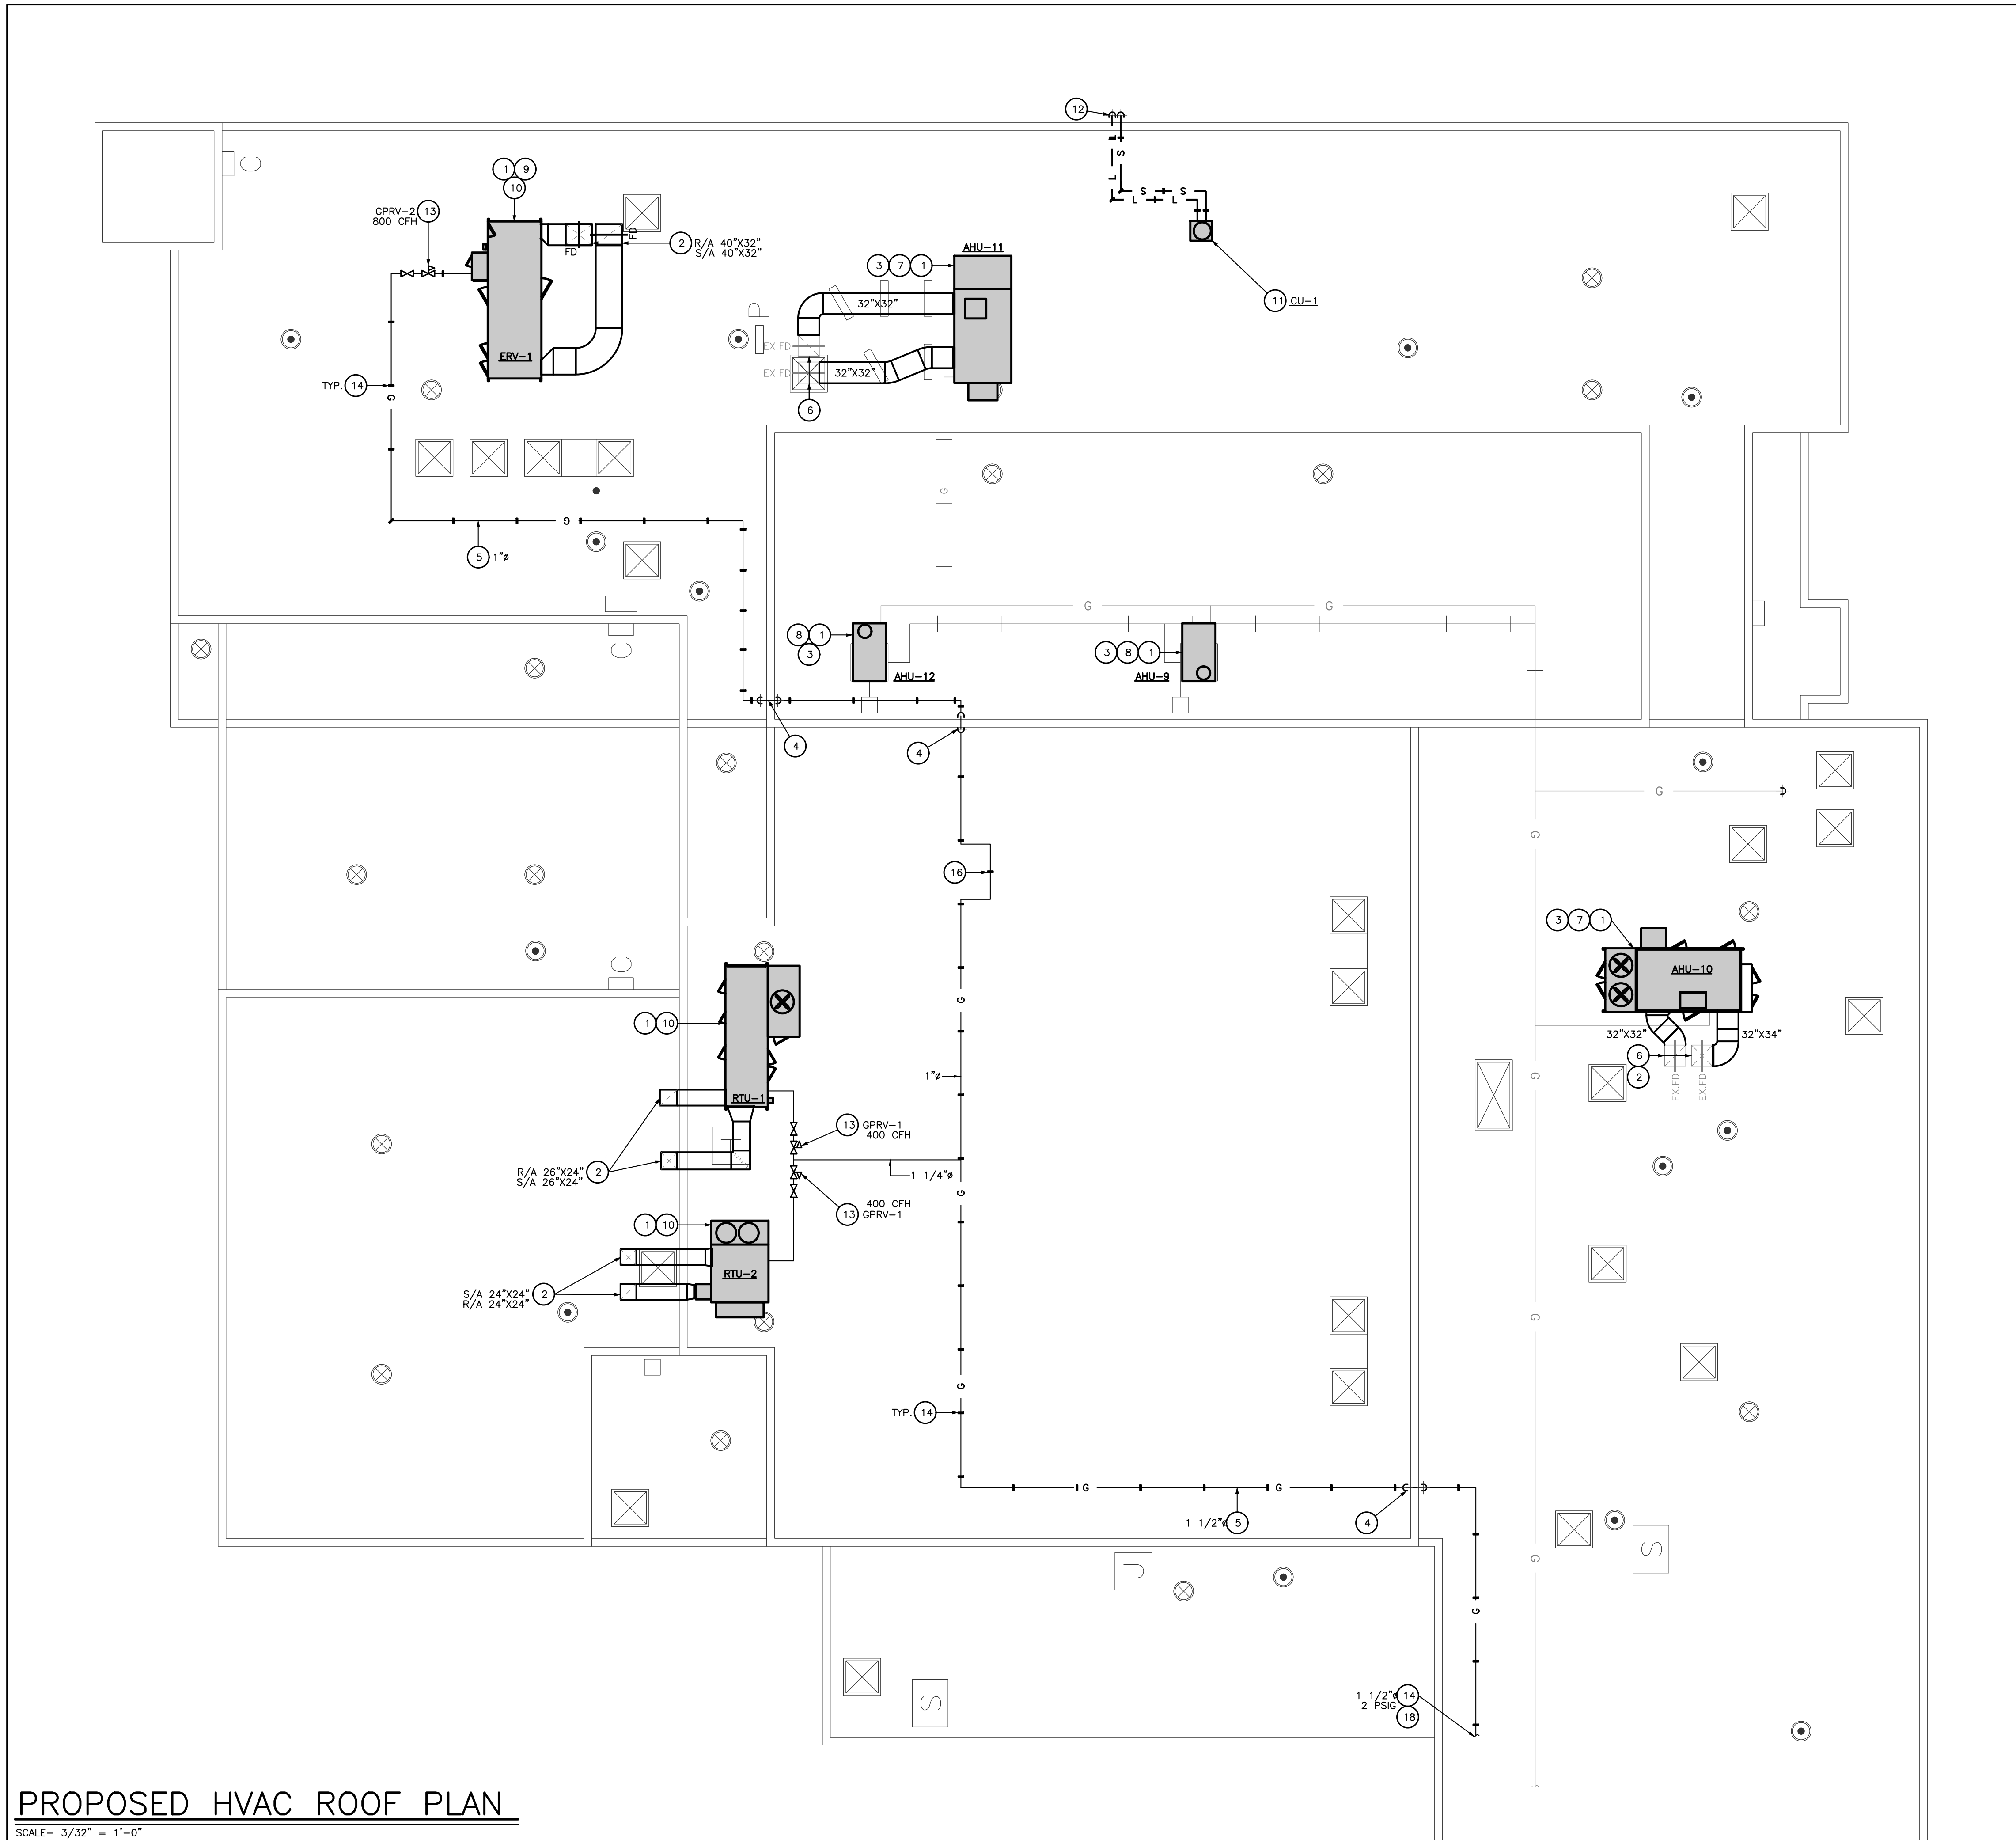 12
C
1 9
10
GPRV-2 13
800 CFH
FD
FD
2 R/A 40"X32"
S/A 40"X32"
L
S
S S
L L
AHU-11
3 7 1
11 CU-1
32"X32"
P
EX.FD
EX.FD
32"X32"
6
ERV-1
TYP. 14
G
G
G
5 1"ø
G G
8 1
3
C
AHU-12
3 8 1
AHU-9
4
4
G
G
16
3 7 1
AHU-10
C
G
1 10
32"X32"
32"X34"
6
2
EX.FD
EX.FD
1"ø
G
RTU-1
13 GPRV-1
400 CFH
R/A 26"X24" 2
S/A 26"X24"
1 1/4"ø
G
400 CFH
13 GPRV-1
1 10
RTU-2
S/A 24"X24" 2
R/A 24"X24"
G
G
TYP. 14
G G
1 1/2"ø 5
4
G
U
S
G
S
1 1/2"ø 14
2 PSIG
18
PROPOSED HVAC ROOF PLAN
SCALE- 3/32" = 1'-0"